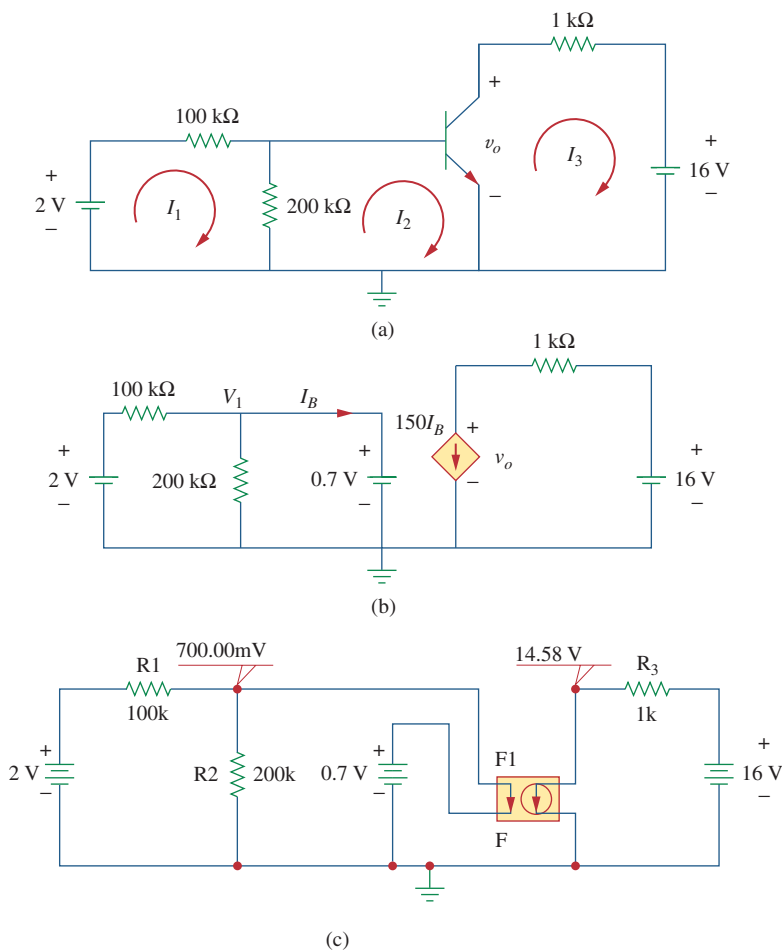 1 kΩ
+
100 kΩ
vo
I3
+
16 V
−
+
2 V
−
I1
200 kΩ
I2
−
(a)
1 kΩ
100 kΩ
V1
IB
150IB
+
+
2 V
−
200 kΩ
+
0.7 V
−
vo
−
+
16 V
−
(b)
700.00mV
14.58 V
R1
100k
R3
1k
+
2 V
−
R2
200k
+
0.7 V
−
F1
F
+
16 V
−
(c)